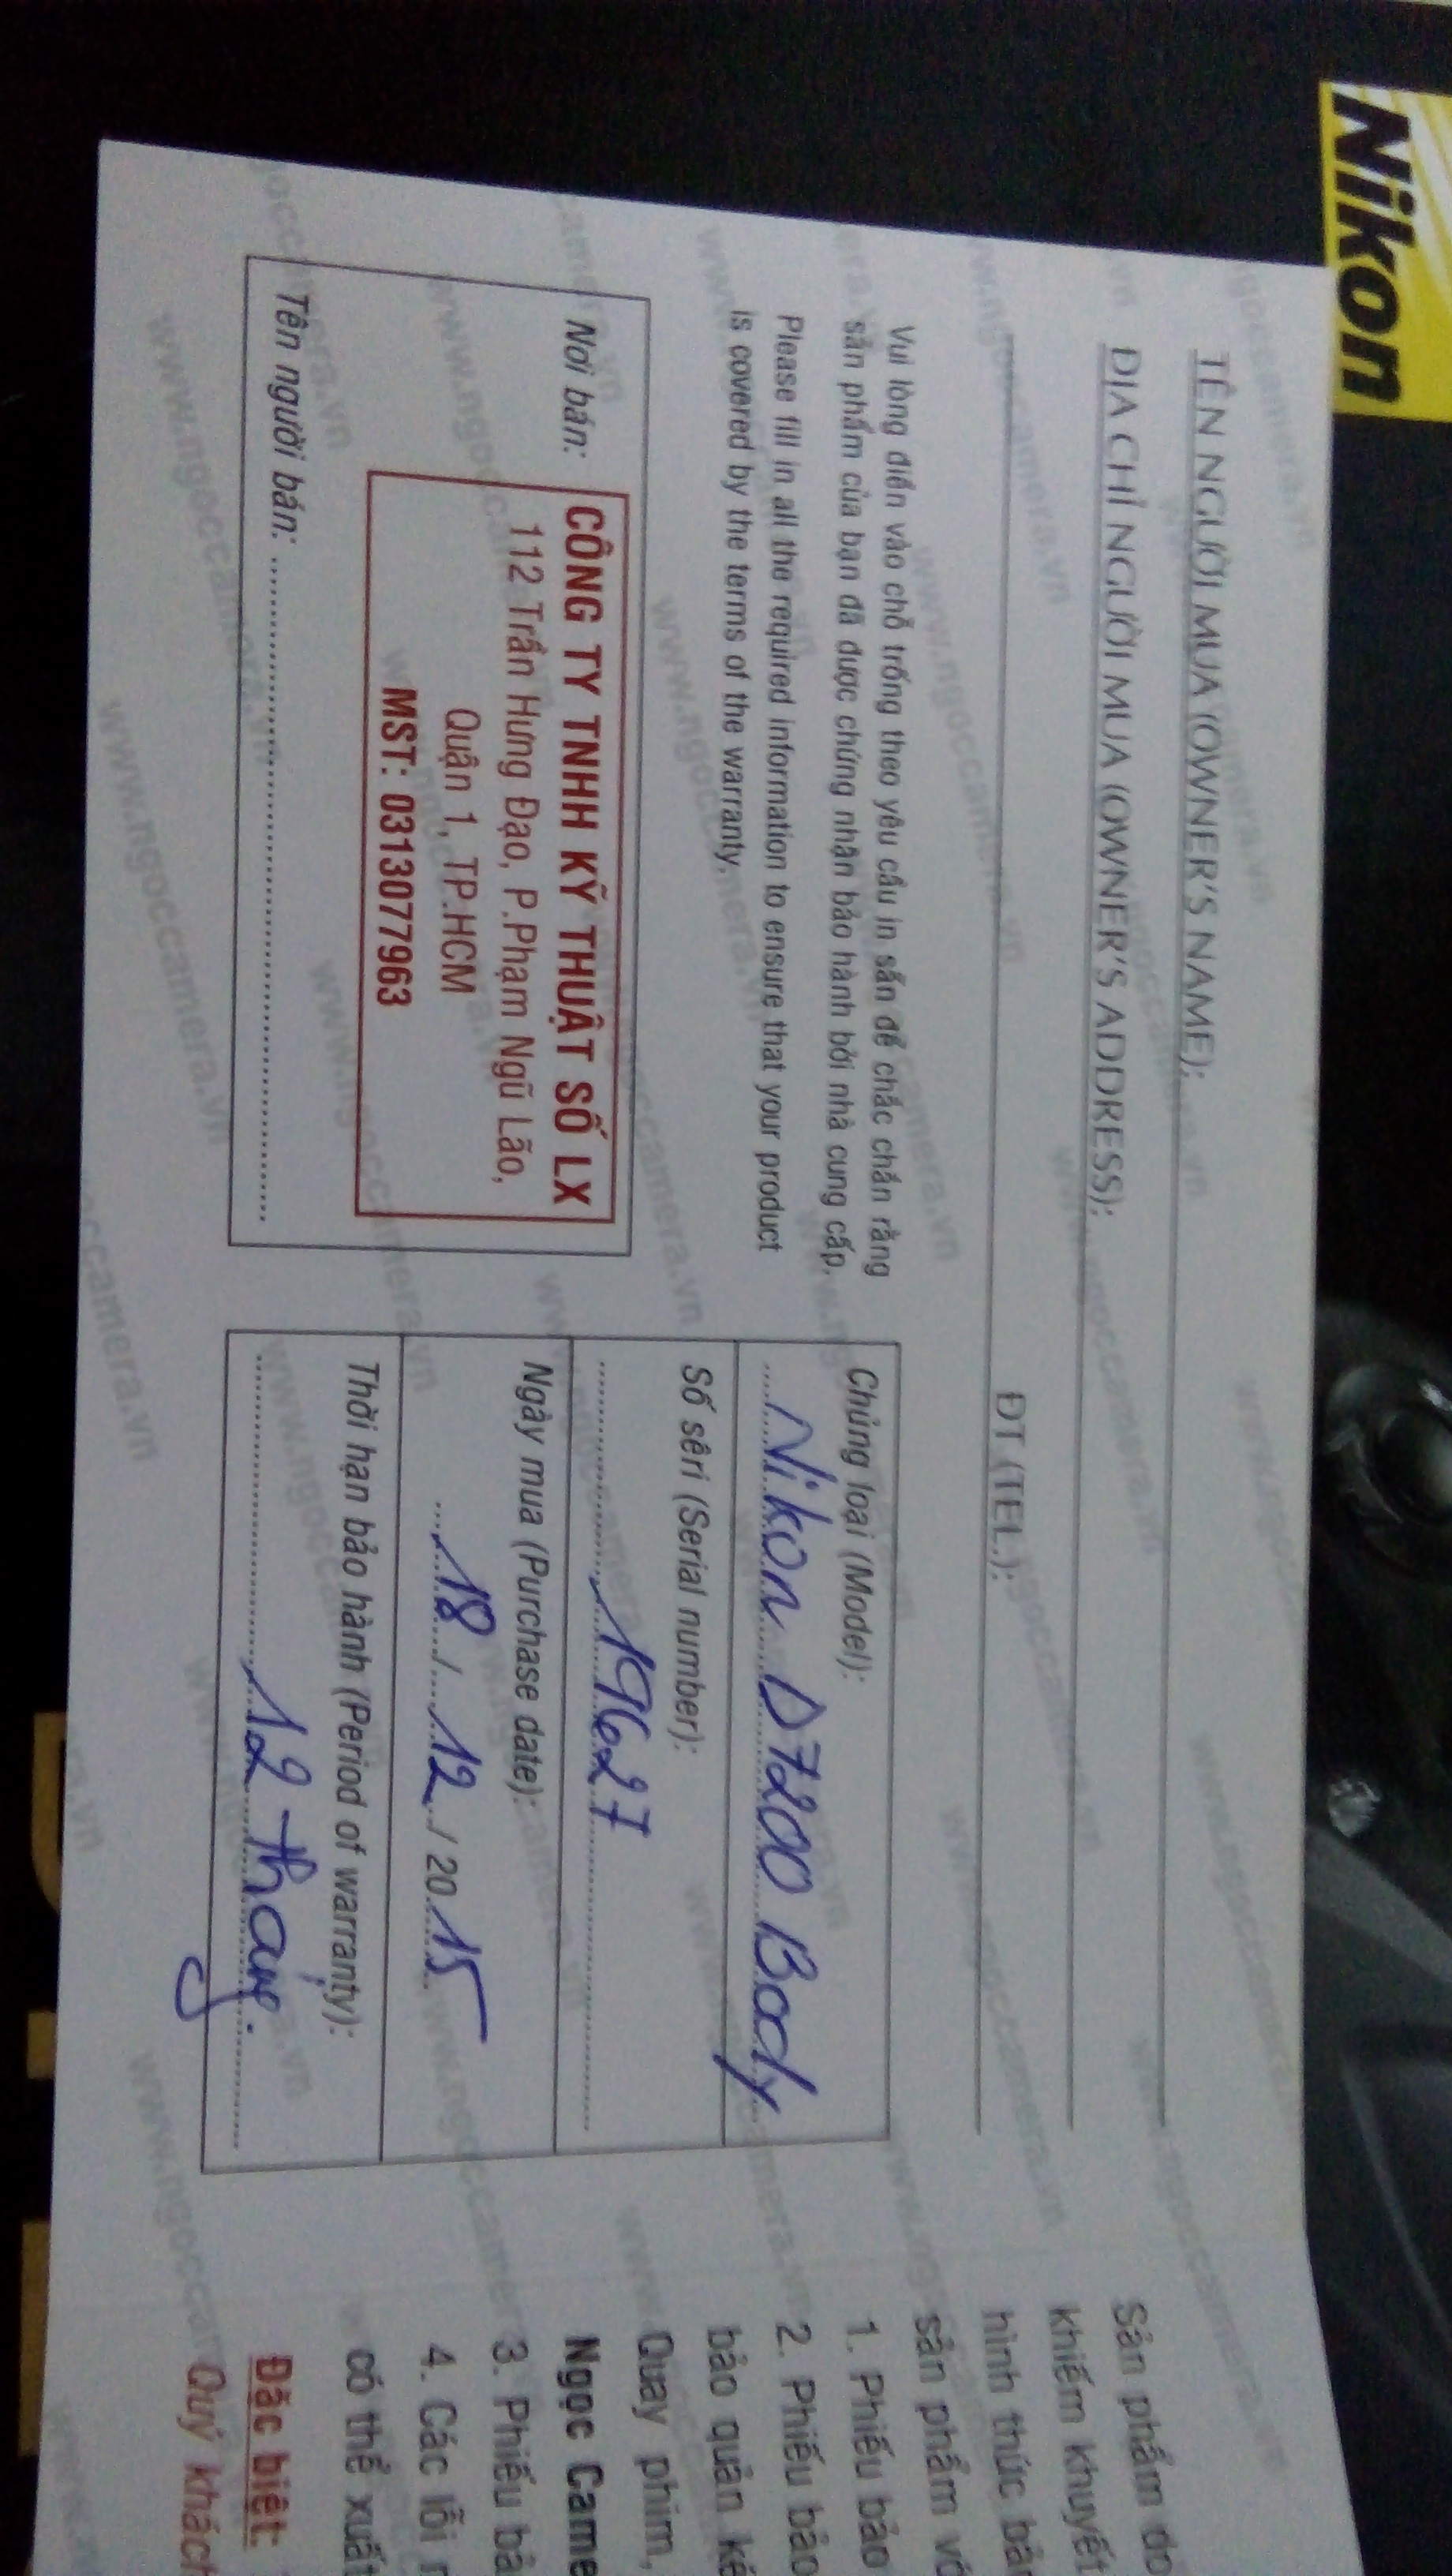 Nikon
TÊN NGƯỜI MUA (OWNER'S NAME):
ĐỊA CHỈ NGƯỜI MUA (OWNER'S ADDRESS):
ĐT (TEL.):
Vui lòng điền vào chỗ trống theo yêu cầu in sẵn để chắc chắn rằng
sản phẩm của bạn đã được chứng nhận bảo hành bởi nhà cung cấp.
Please fill in all the required information to ensure that your product
is covered by the terms of the warranty.
Nơi bán:
CÔNG TY TNHH KỸ THUẬT SỐ LX
112 Trần Hưng Đạo, P.Phạm Ngũ Lão,
Quận 1, TP.HCM
MST: 0313077963
Tên người bán:
Chủng loại (Model):
Nikon D7200 Body
Số sêri (Serial number):
19627
Ngày mua (Purchase date):
18 / 12 / 2015
Thời hạn bảo hành (Period of warranty):
12 tháng.
Sản phẩm do
khiếm khuyết
hình thức bảo
sản phẩm
1. Phiếu bảo
2. Phiếu bảo
bảo quản
Quay phim,
Ngọc Came
3. Phiếu
4. Các lỗi
có thể xuất
Đặc biệt:
Quý khách
www.ngoccamera.vn